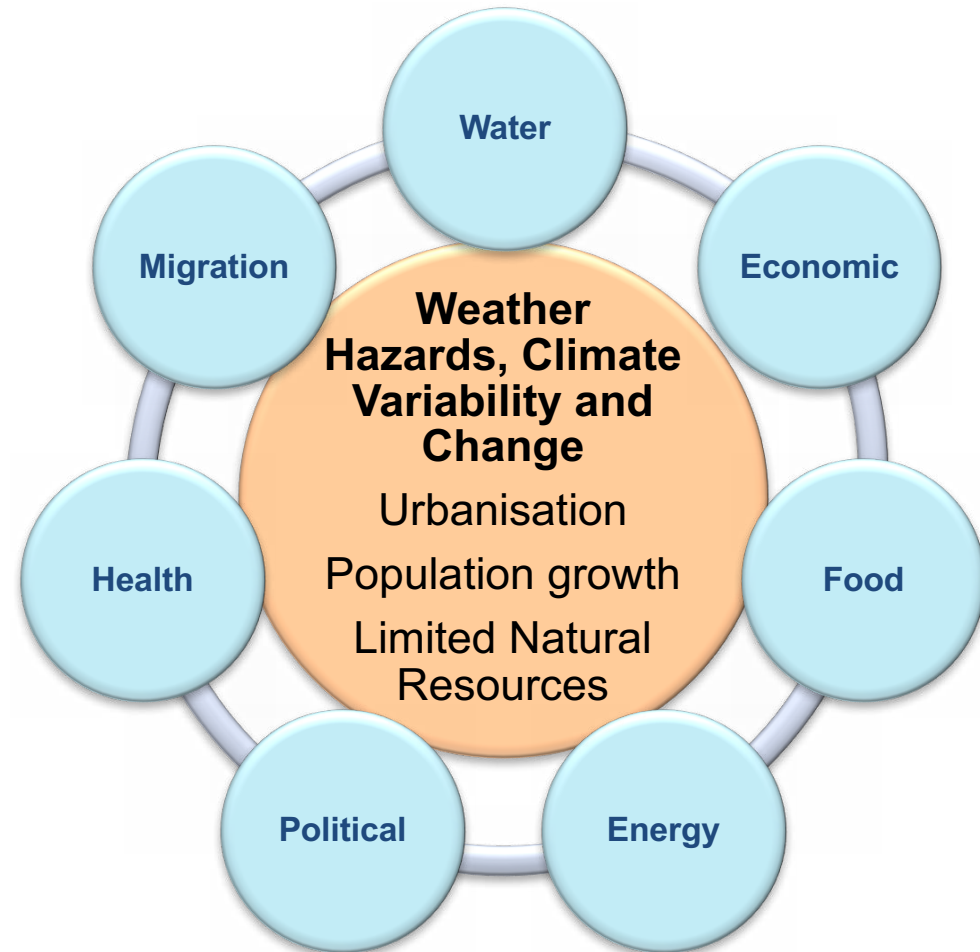 Water
Migration
Economic
Weather
Hazards, Climate
Variability and
Change
Urbanisation
Population growth
Limited Natural
Resources
Health
Food
Political
Energy